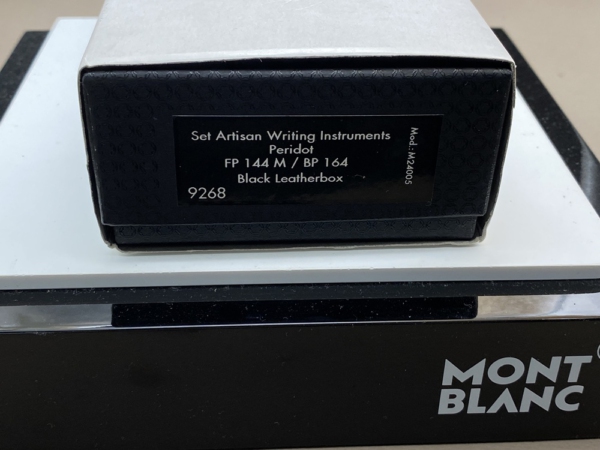 Set Artisan Writing Instruments
Peridot
FP 144 M / BP 164
Black Leatherbox
9268
Mod.: M24005
MONT
BLANC